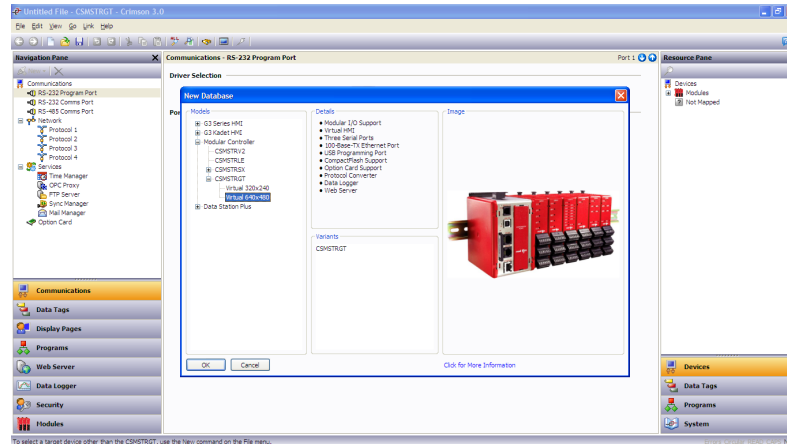 Untitled File - CSMSTRGT - Crimson 3.0
File Edit View Go Link Help
Navigation Pane
Communications - RS-232 Program Port
Port 1
Resource Pane
Driver Selection
Communications
RS-232 Program Port
RS-232 Comms Port
RS-485 Comms Port
Network
Protocol 1
Protocol 2
Protocol 3
Protocol 4
Services
Time Manager
OPC Proxy
FTP Server
Sync Manager
Mail Manager
Option Card
Devices
Modules
Not Mapped
New Database
Models
G3 Series HMI
G3 Kadet HMI
Modular Controller
CSMSTRV2
CSMSTRLE
CSMSTRSX
CSMSTRGT
Virtual 320x240
Virtual 640x480
Data Station Plus
Details
Modular I/O Support
Virtual HMI
Three Serial Ports
100-Base-TX Ethernet Port
USB Programming Port
CompactFlash Support
Option Card Support
Protocol Converter
Data Logger
Web Server
Variants
CSMSTRGT
Image
OK
Cancel
Click for More Information
Communications
Data Tags
Display Pages
Programs
Web Server
Data Logger
Security
Modules
Devices
Data Tags
Programs
System
To select a target device other than the CSMSTRGT, use the New command on the File menu.